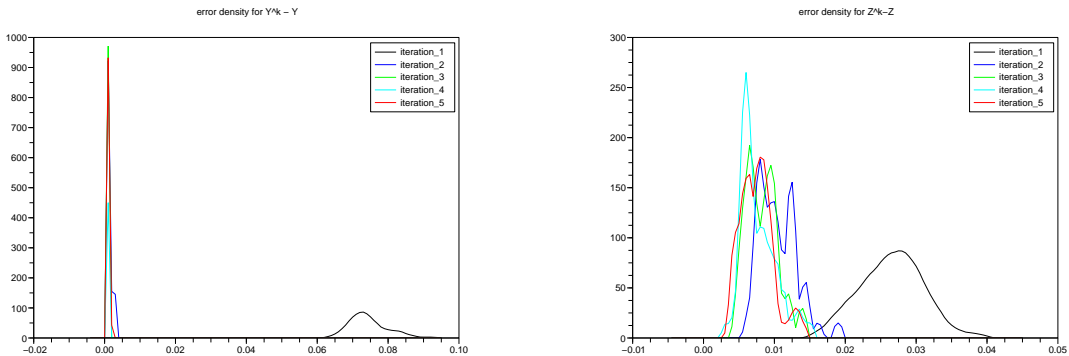 error density for Y^k − Y
1000
900
800
700
600
500
400
300
200
100
0
−0.02
0.00
0.02
0.04
0.06
0.08
0.10
iteration_1
iteration_2
iteration_3
iteration_4
iteration_5
error density for Z^k−Z
300
250
200
150
100
50
0
−0.01
0.00
0.01
0.02
0.03
0.04
0.05
iteration_1
iteration_2
iteration_3
iteration_4
iteration_5